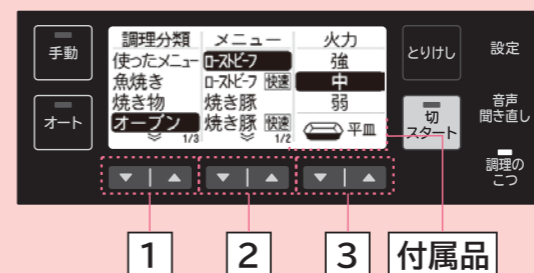 手動
オート
調理分類
使ったメニュー
魚焼き
焼き物
オーブン
1/3
メニュー
ローストビーフ
ローストビーフ 快速
焼き豚
焼き豚 快速
1/2
火力
強
中
弱
平皿
とりけし
切
スタート
設定
音声
聞き直し
調理の
こつ
▼ | ▲
▼ | ▲
▼ | ▲
1
2
3
付属品